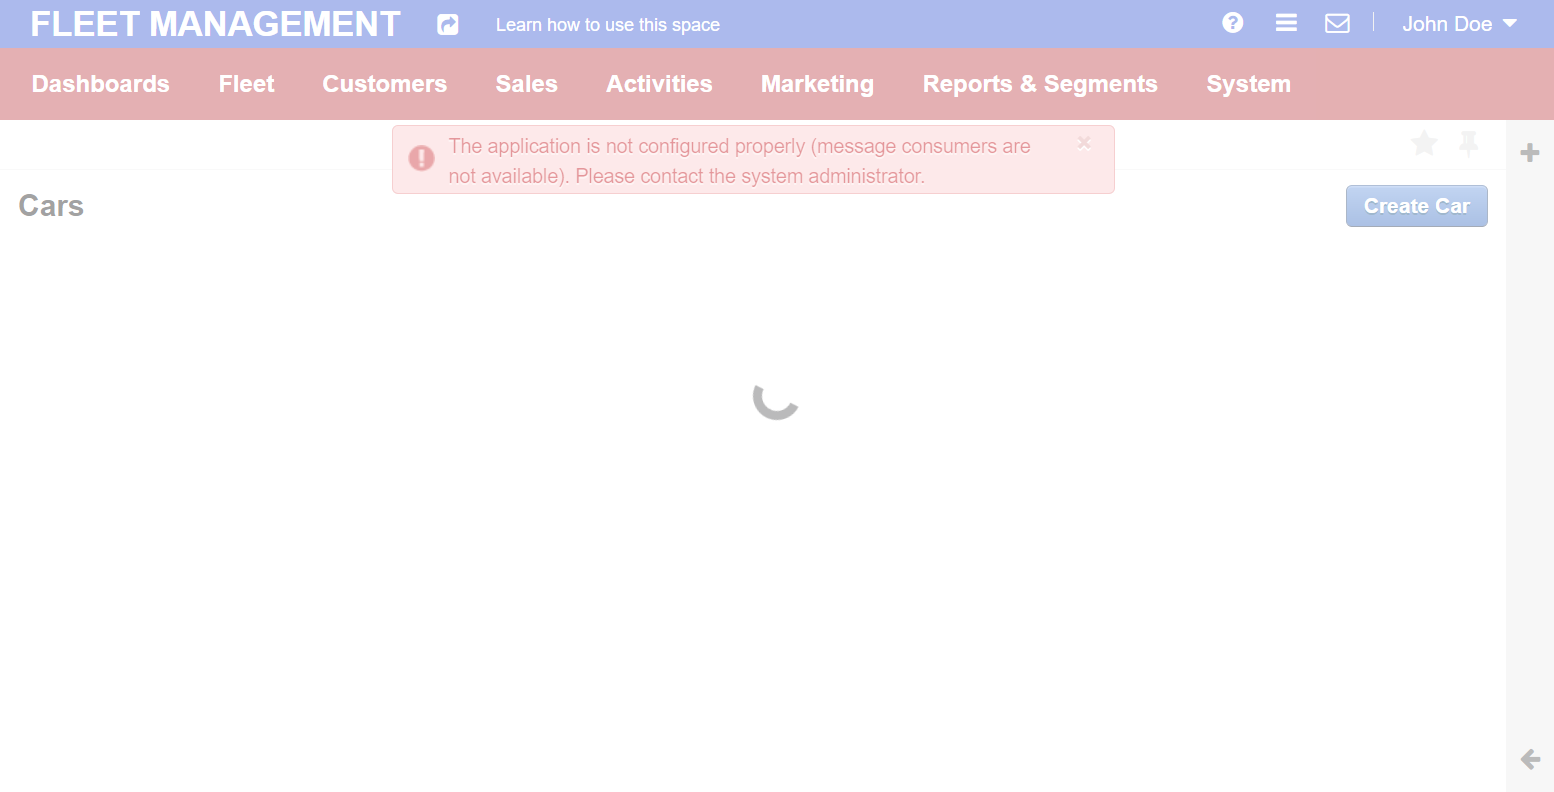 FLEET MANAGEMENT
Learn how to use this space
John Doe
Dashboards Fleet Customers Sales Activities Marketing Reports & Segments System
The application is not configured properly (message consumers are
not available). Please contact the system administrator.
Cars
Create Car